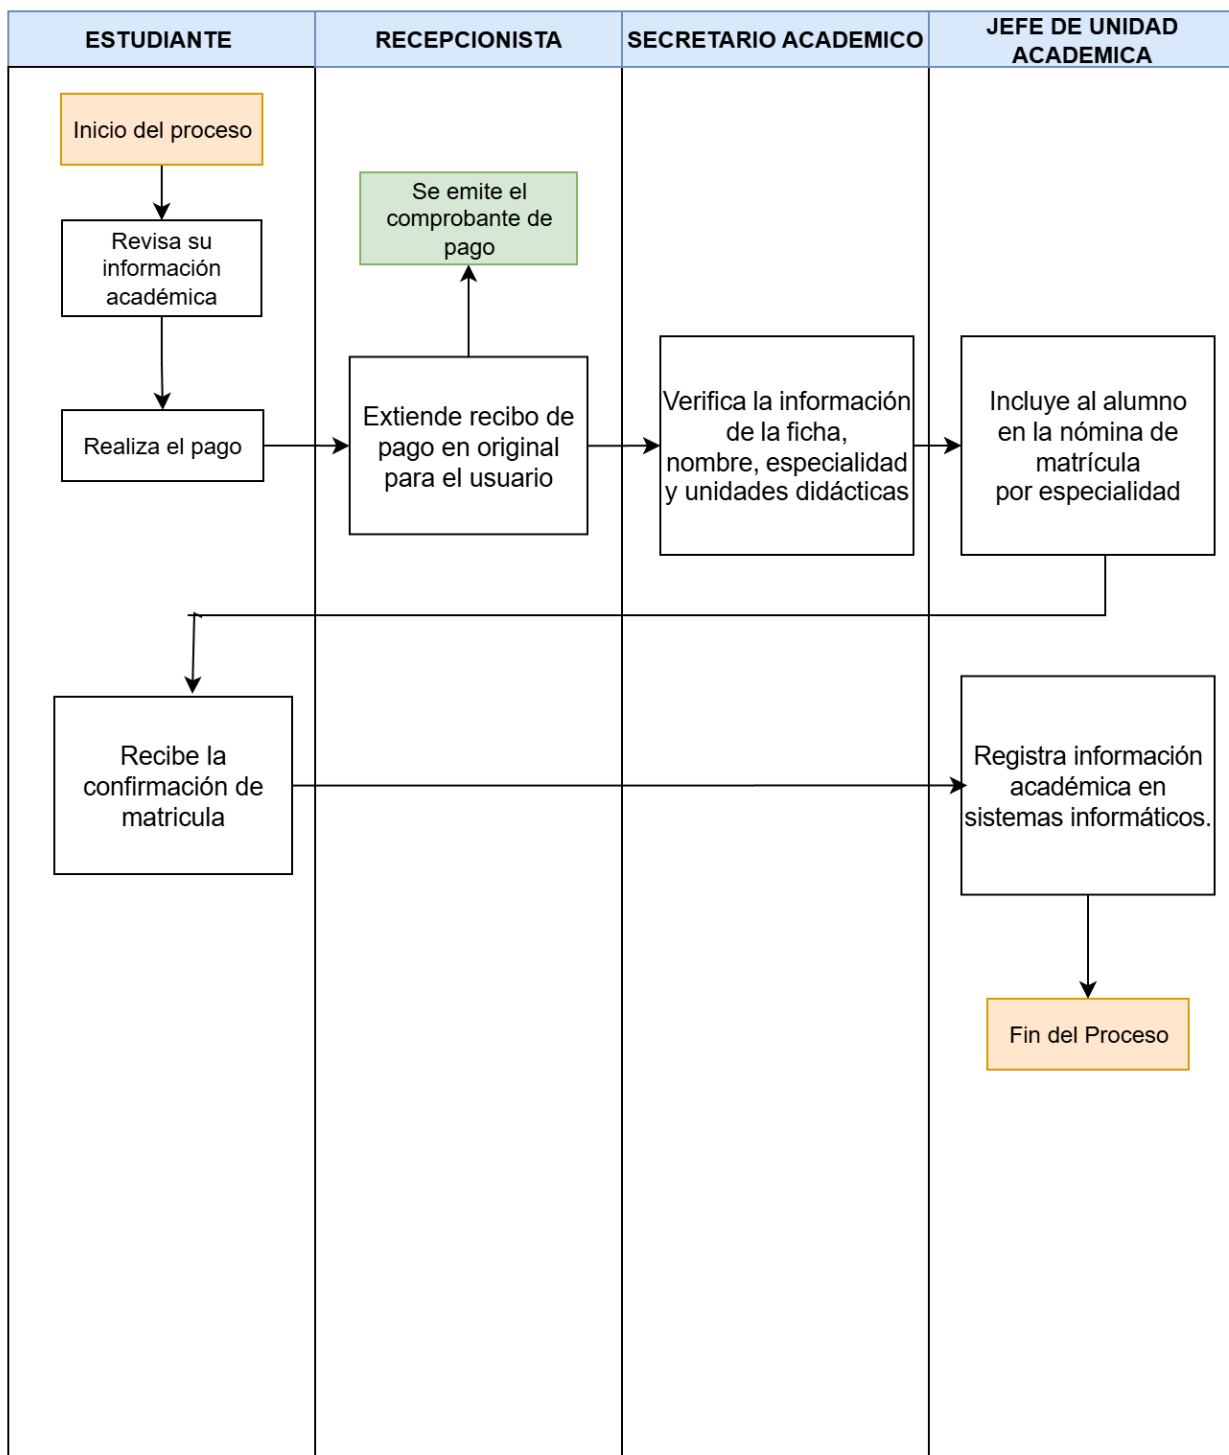 ESTUDIANTE
RECEPCIONISTA
SECRETARIO ACADEMICO
JEFE DE UNIDAD
ACADEMICA
Inicio del proceso
Se emite el
comprobante de
pago
Revisa su
información
académica
Realiza el pago
Extiende recibo de
pago en original
para el usuario
Verifica la información
de la ficha,
nombre, especialidad
y unidades didácticas
Incluye al alumno
en la nómina de
matrícula
por especialidad
Recibe la
confirmación de
matricula
Registra información
académica en
sistemas informáticos.
Fin del Proceso